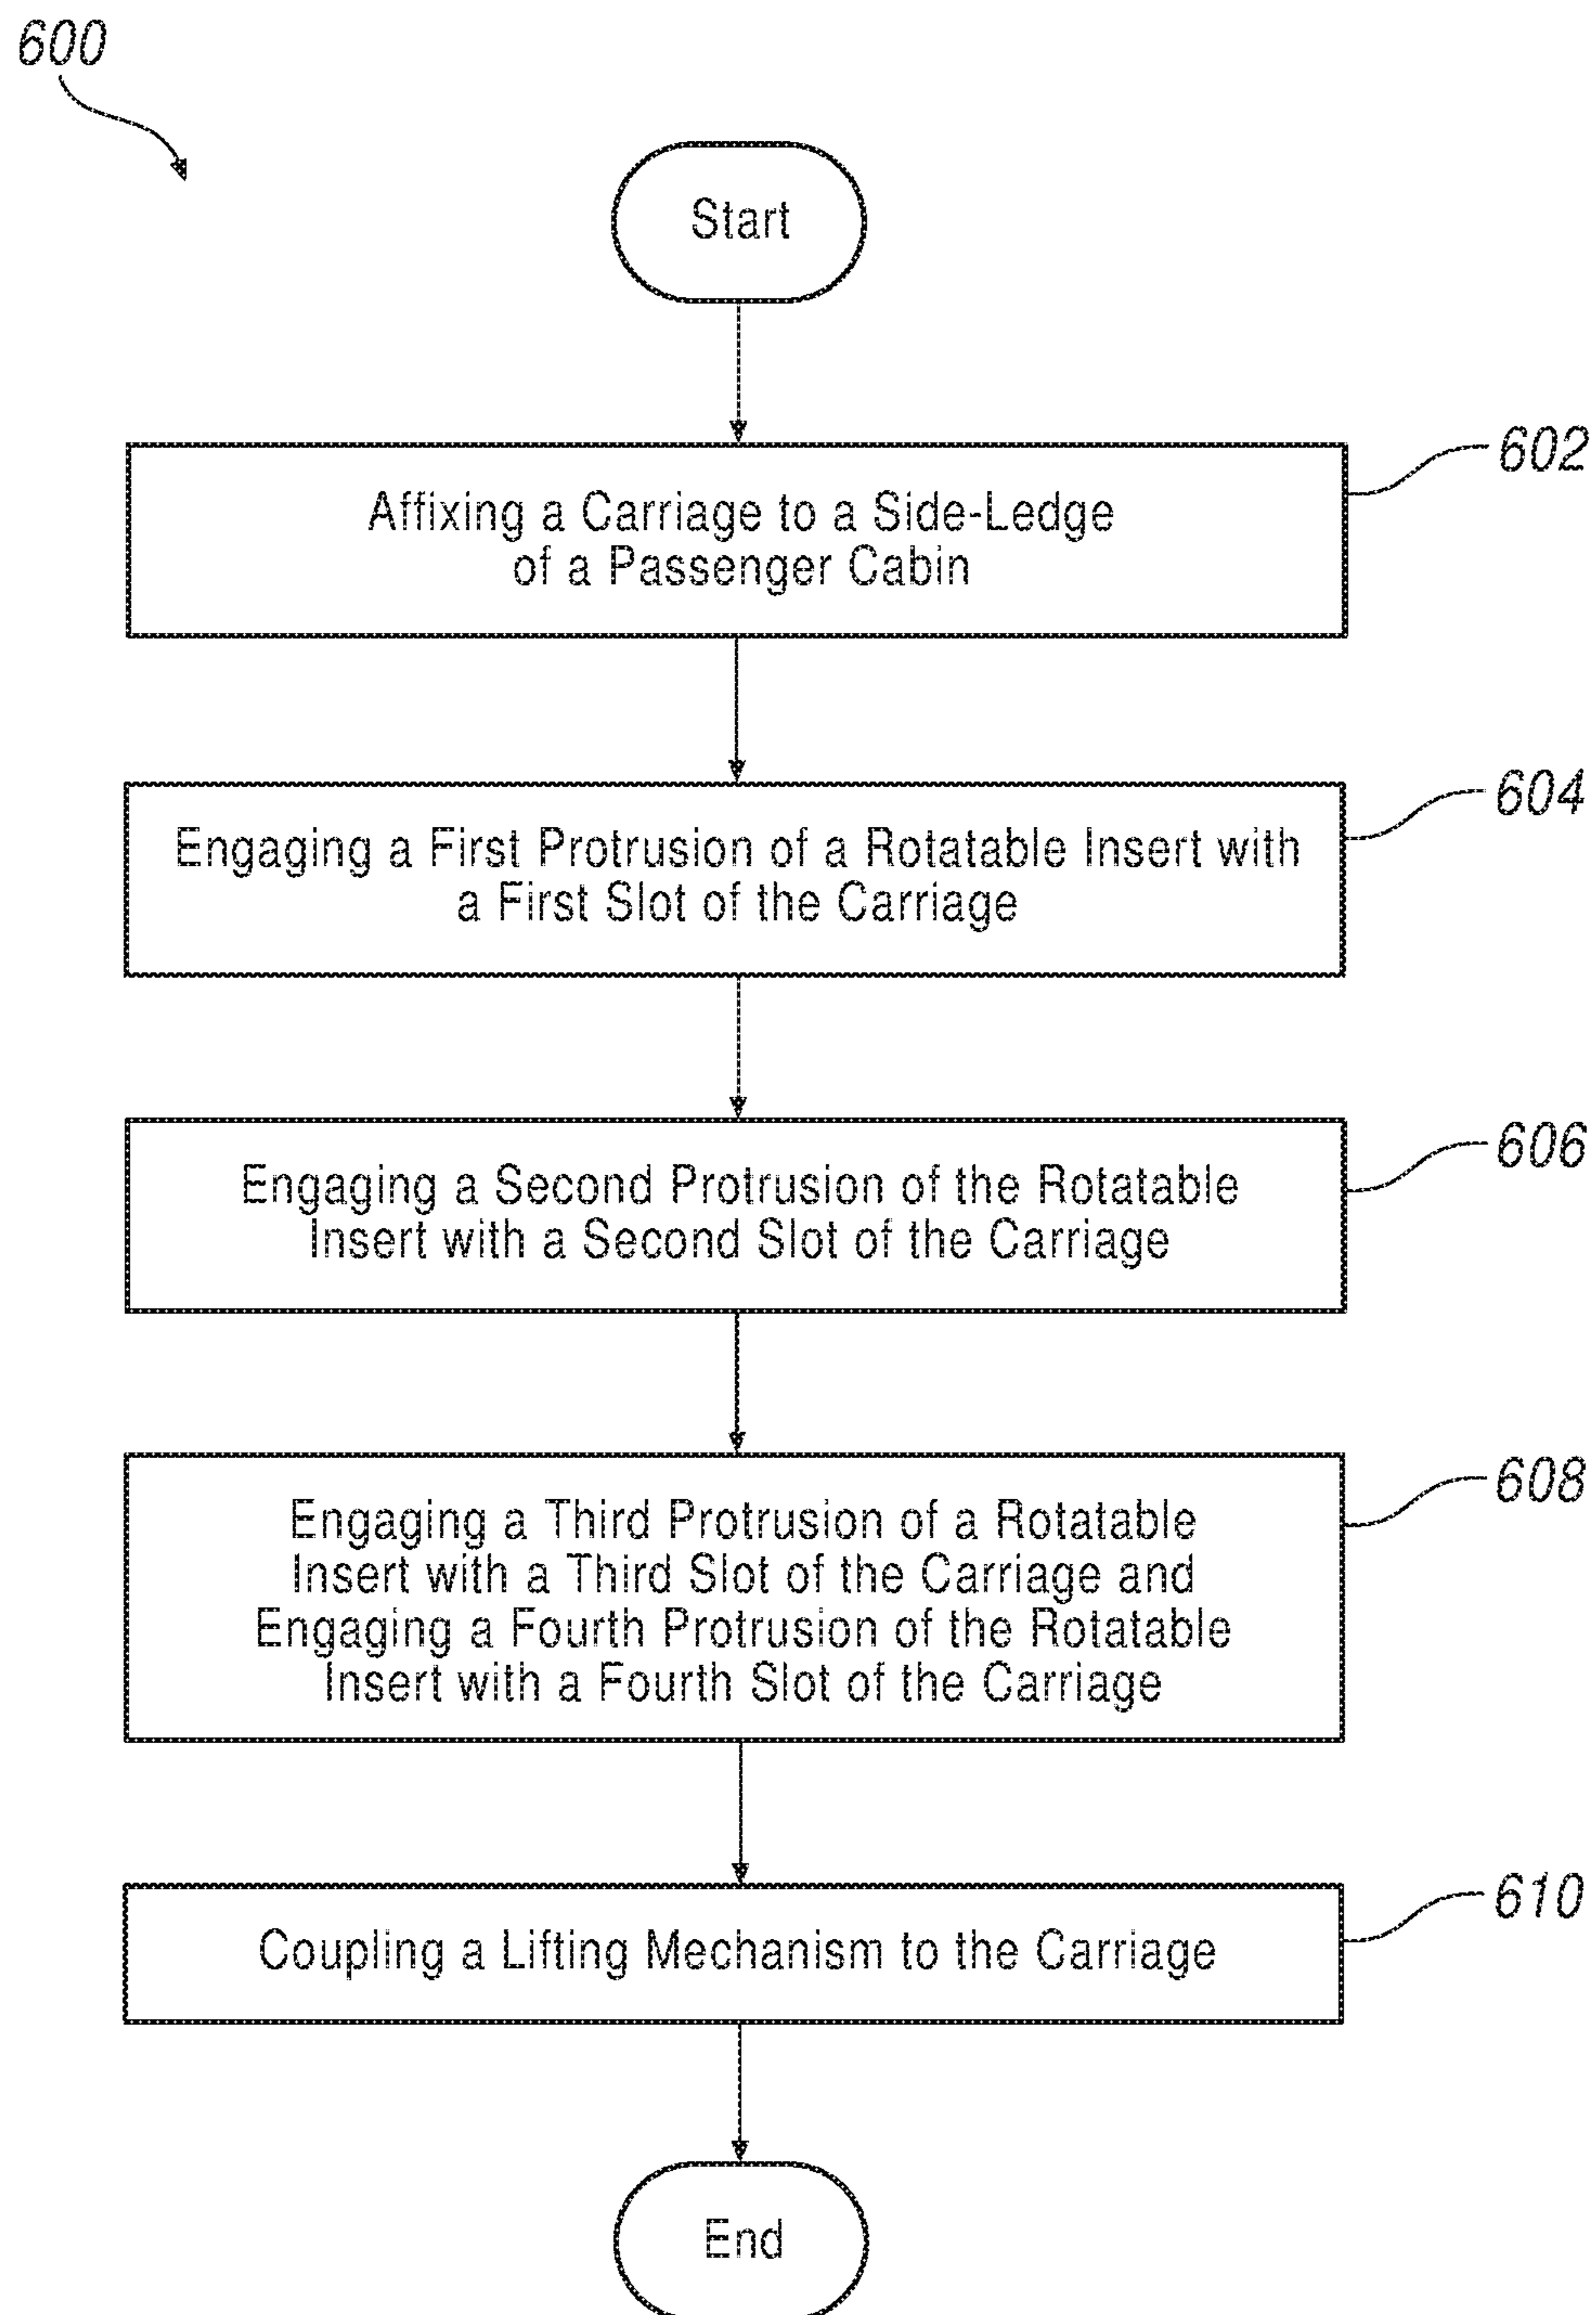 600
Start
602
Affixing a Carriage to a Side-Ledge
of a Passenger Cabin
604
Engaging a First Protrusion of a Rotatable Insert with
a First Slot of the Carriage
606
Engaging a Second Protrusion of the Rotatable
Insert with a Second Slot of the Carriage
608
Engaging a Third Protrusion of a Rotatable
Insert with a Third Slot of the Carriage and
Engaging a Fourth Protrusion of the Rotatable
Insert with a Fourth Slot of the Carriage
610
Coupling a Lifting Mechanism to the Carriage
End